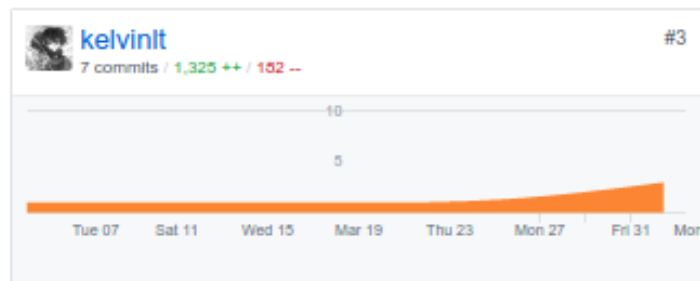 kelvinlt
#3
7 commits / 1,325 ++ / 152 --
10
5
Tue 07 Sat 11 Wed 15 Mar 19 Thu 23 Mon 27 Fri 31 Mon